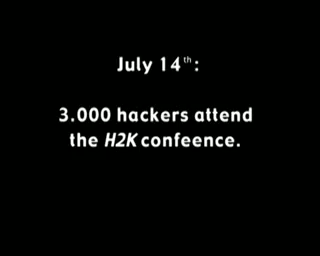 July 14th:
3.000 hackers attend
the H2K confeence.